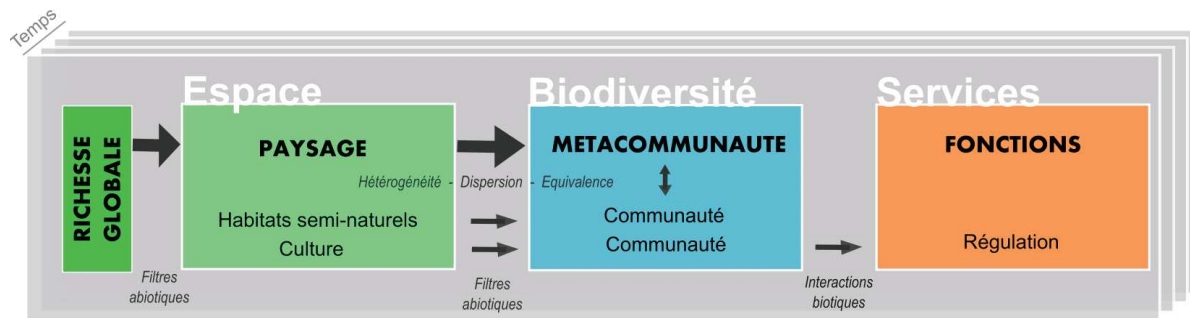 Temps
Espace
Biodiversité
Services
RICHESSE
GLOBALE
PAYSAGE
METACOMMUNAUTE
FONCTIONS
Hétérogénéité - Dispersion - Equivalence
Habitats semi-naturels
Culture
Communauté
Communauté
Régulation
Filtres
abiotiques
Filtres
abiotiques
Interactions
biotiques